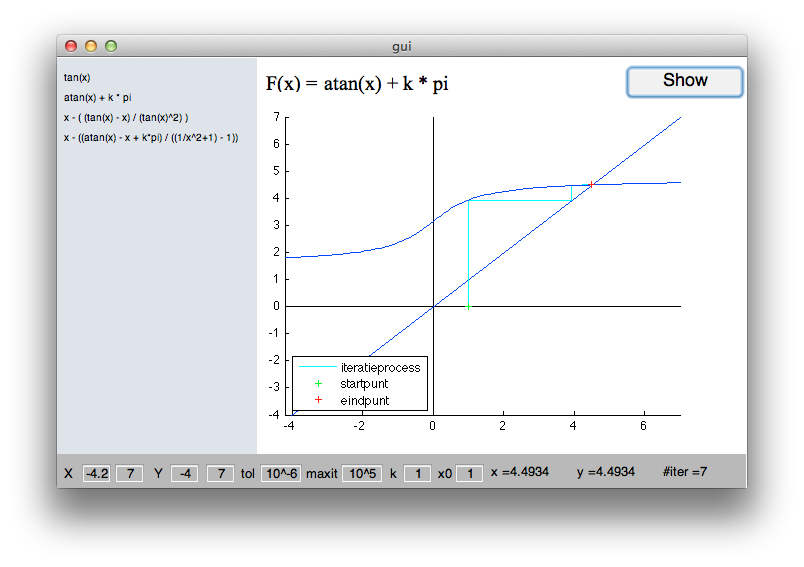 gui
tan(x)
atan(x) + k * pi
x - ( (tan(x) - x) / (tan(x)^2) )
x - ((atan(x) - x + k*pi) / ((1/x^2+1) - 1))
F(x) = atan(x) + k * pi
Show
7
6
5
4
3
2
1
0
-1
-2
-3
-4
-4 -2 0 2 4 6
iteratieprocess
startpunt
eindpunt
X -4.2 7 Y -4 7 tol 10^-6 maxit 10^5 k 1 x0 1 x =4.4934 y =4.4934 #iter =7